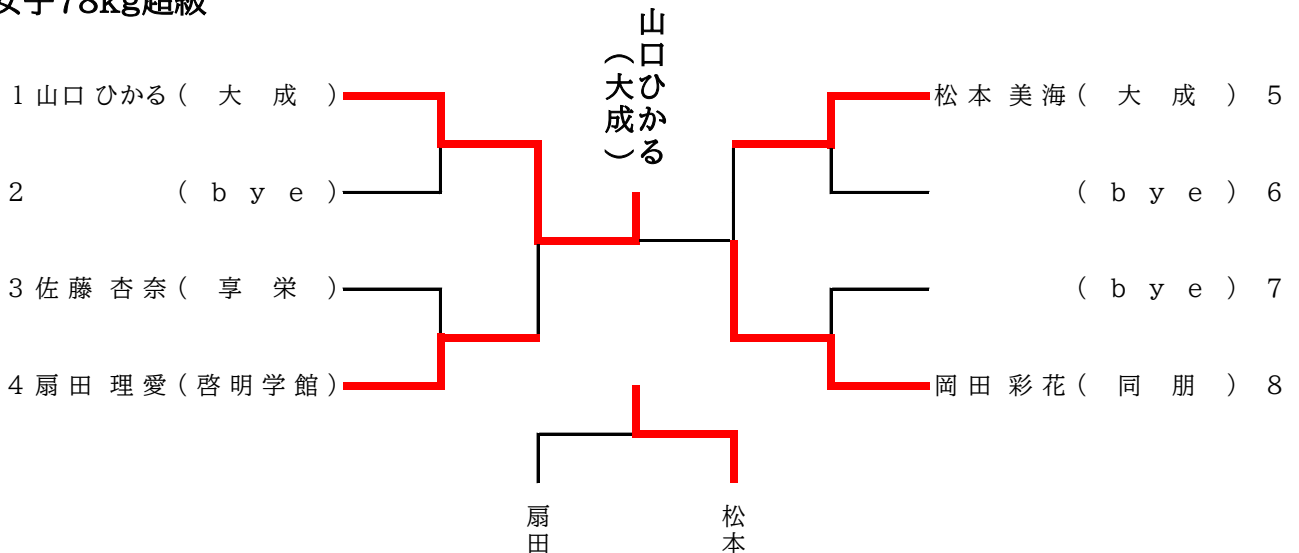 女子78kg超級
山口ひかる
（大成）
1 山口 ひかる ( 大 成 )
2 ( b y e )
3 佐藤 杏奈 ( 享 栄 )
4 扇田 理愛 ( 啓明学館 )
松本 美海 ( 大 成 ) 5
( b y e ) 6
( b y e ) 7
岡田 彩花 ( 同 朋 ) 8
扇田
松本